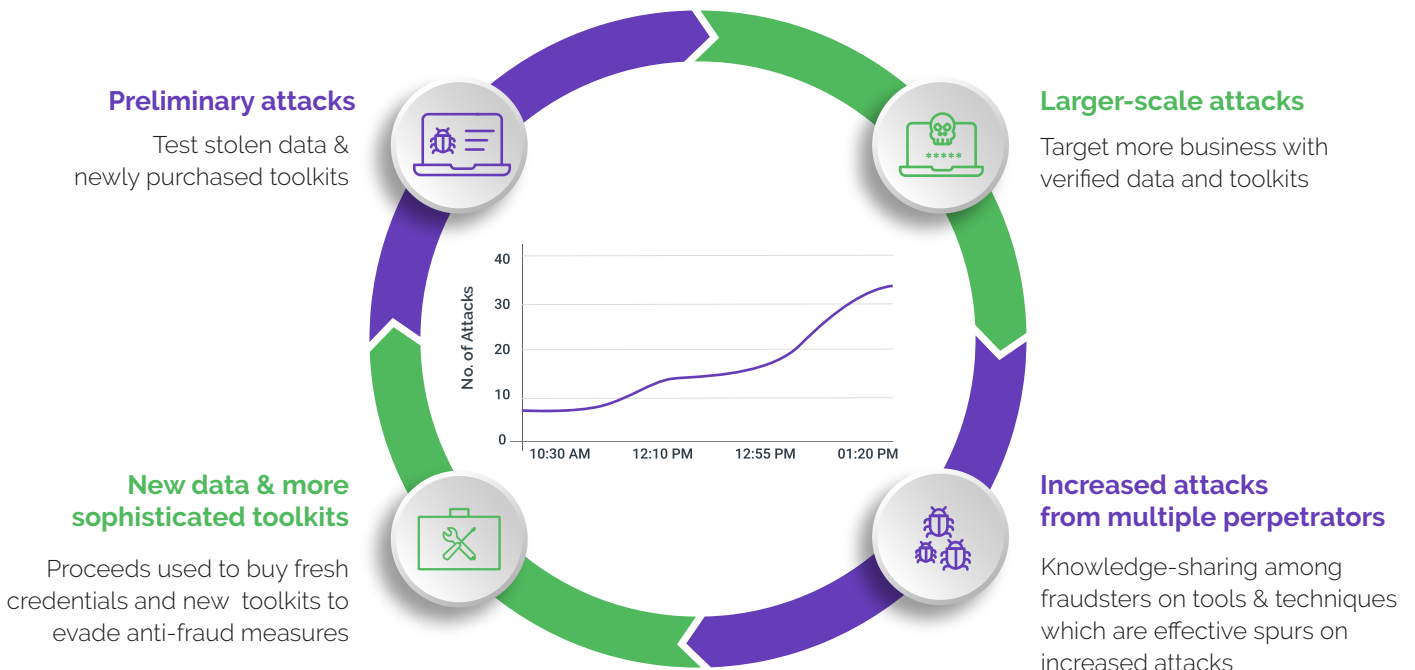 Preliminary attacks
Test stolen data &
newly purchased toolkits
Larger-scale attacks
Target more business with
verified data and toolkits
*****
No. of Attacks
40
30
20
10
0
10:30 AM 12:10 PM 12:55 PM 01:20 PM
New data & more
sophisticated toolkits
Proceeds used to buy fresh
credentials and new toolkits to
evade anti-fraud measures
Increased attacks
from multiple perpetrators
Knowledge-sharing among
fraudsters on tools & techniques
which are effective spurs on
increased attacks